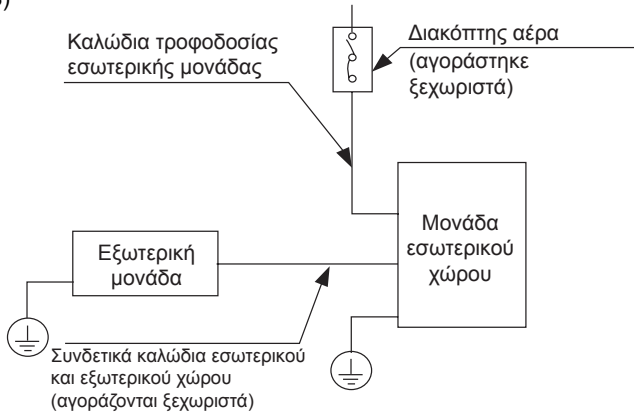 )
Καλώδια τροφοδοσίας
εσωτερικής μονάδας
Διακόπτης αέρα
(αγοράστηκε
ξεχωριστά)
Μονάδα
εσωτερικού
χώρου
Εξωτερική
μονάδα
Συνδετικά καλώδια εσωτερικού
και εξωτερικού χώρου
(αγοράζονται ξεχωριστά)